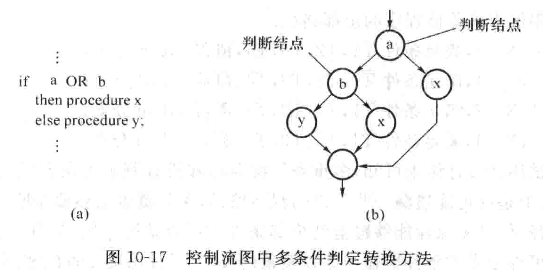 ⋮
if a OR b
then procedure x
else procedure y;
⋮
(a)
判断结点
判断结点
a
b
x
y
x
(b)
图 10-17 控制流图中多条件判定转换方法